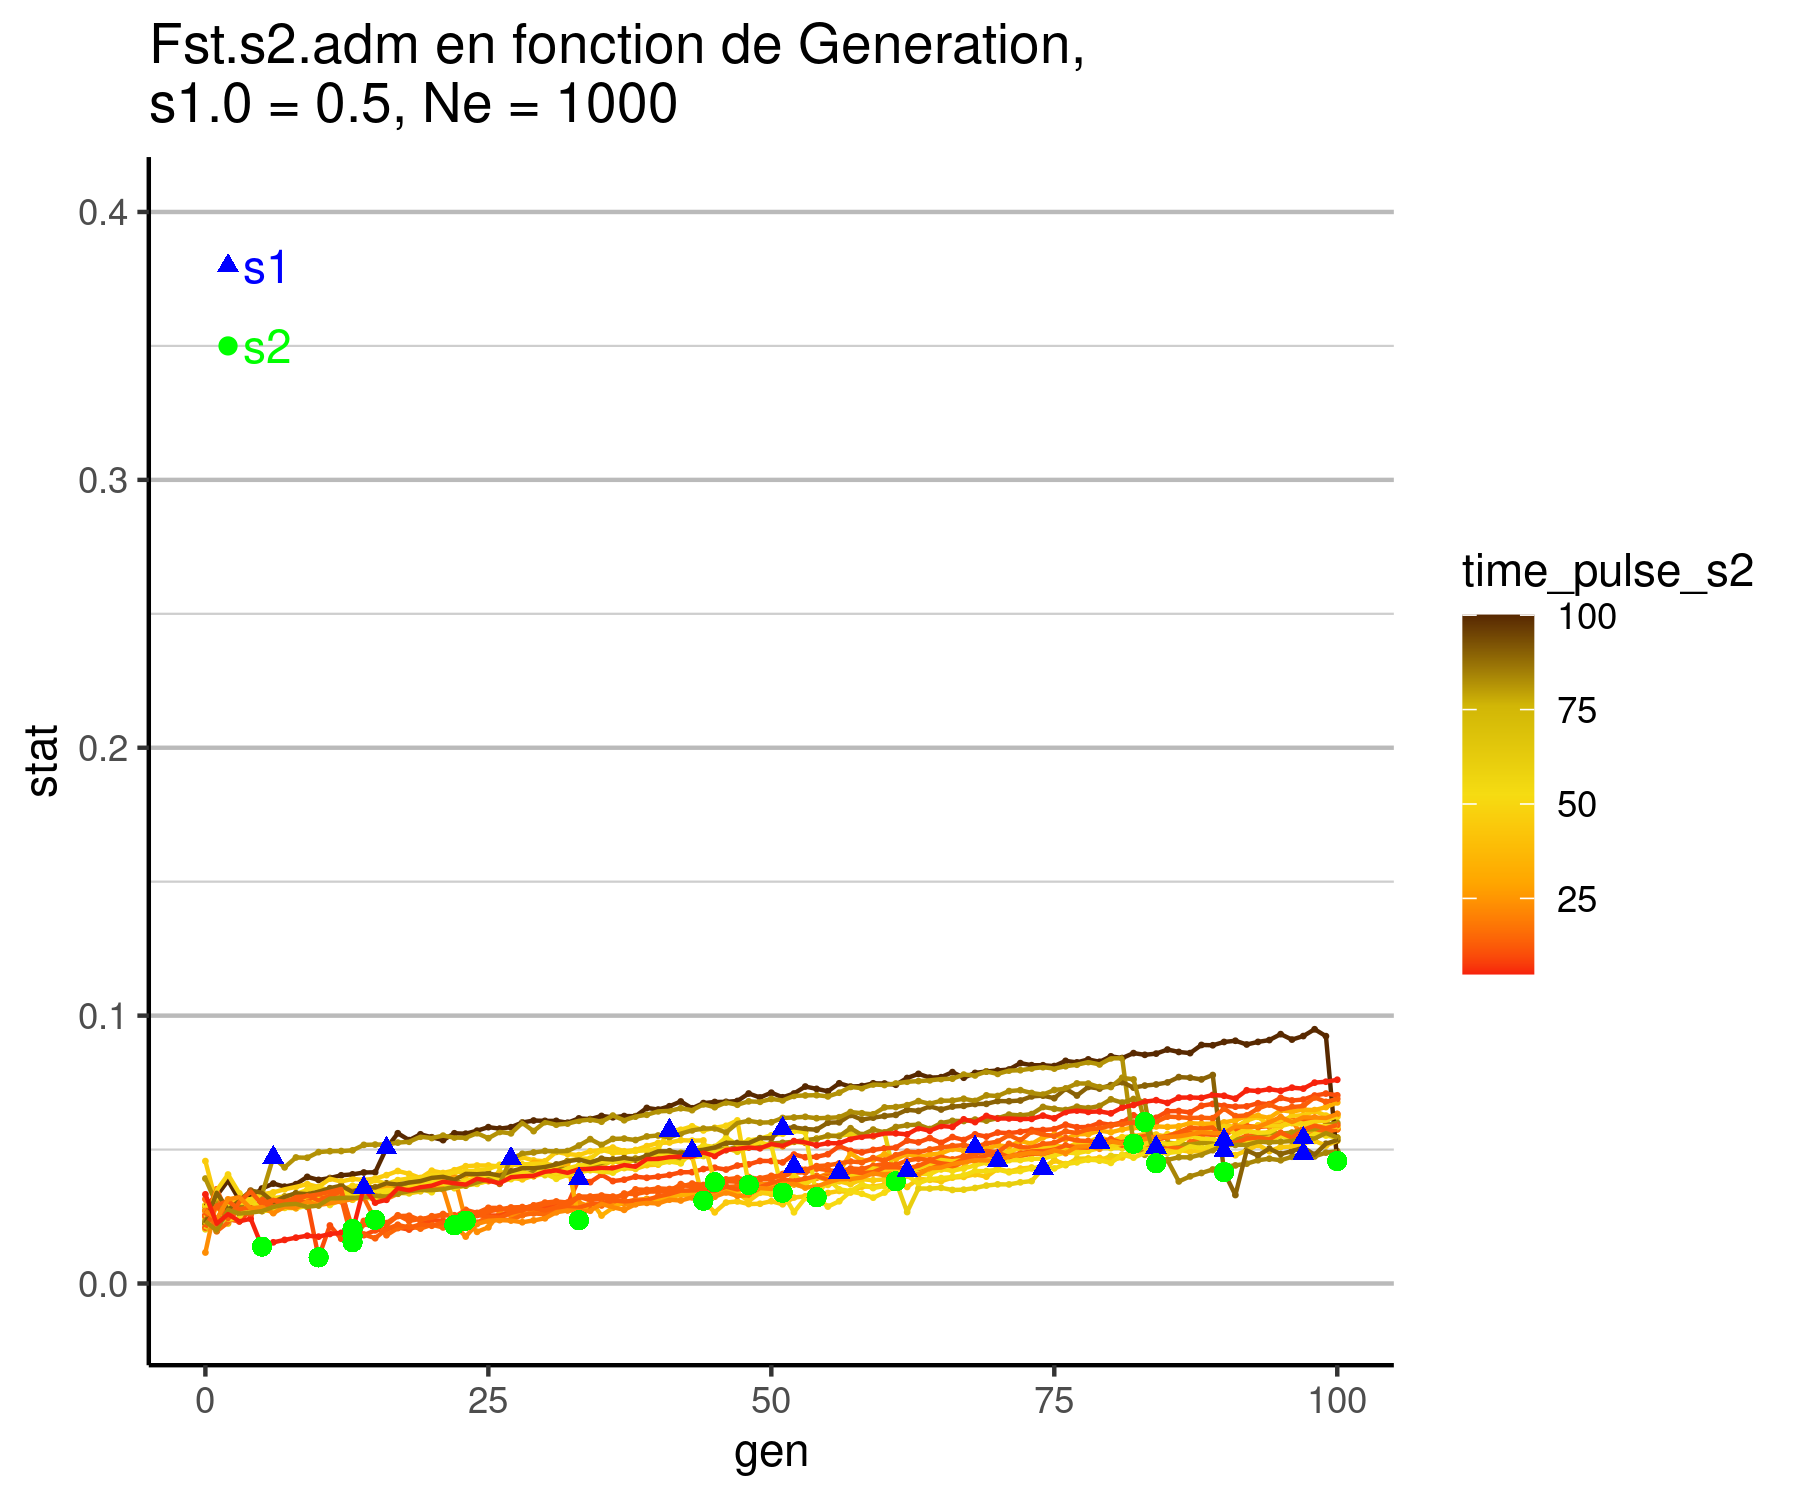 Fst.s2.adm en fonction de Generation,
s1.0 = 0.5, Ne = 1000
0.4
s1
s2
0.3
0.2
0.1
0.0
stat
0
25
50
75
100
gen
time_pulse_s2
100
75
50
25